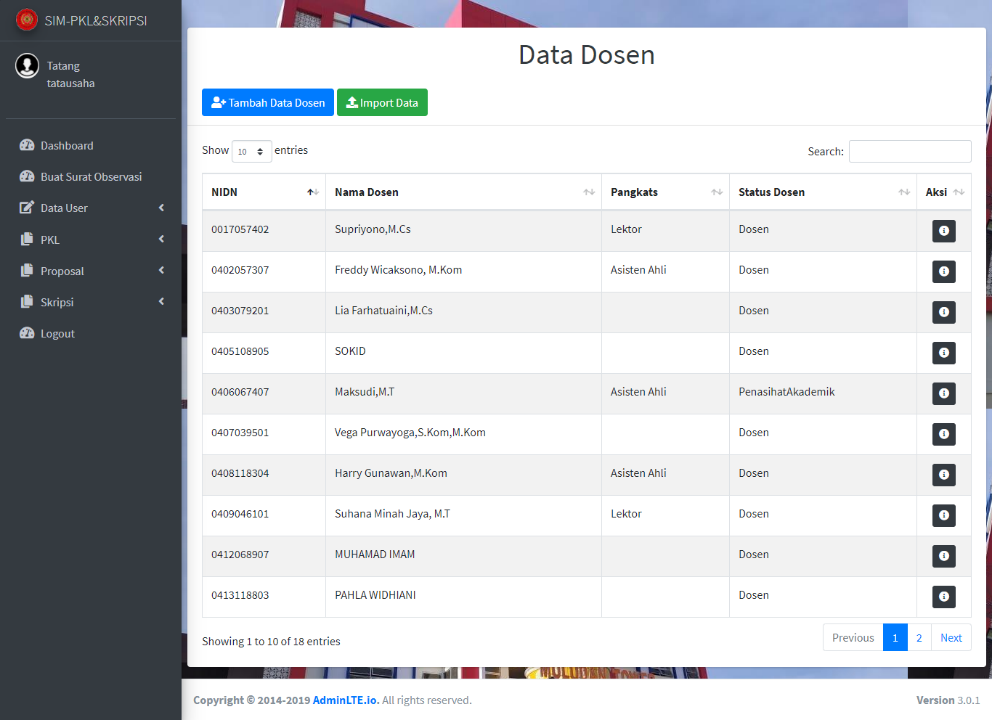 SIM-PKL&SKRIPSI
Tatang
tatausaha
Dashboard
Buat Surat Observasi
Data User
PKL
Proposal
Skripsi
Logout
Data Dosen
Tambah Data Dosen Import Data
Show 10 entries Search:
NIDN Nama Dosen Pangkats Status Dosen Aksi
0017057402 Supriyono,M.Cs Lektor Dosen
0402057307 Freddy Wicaksono, M.Kom Asisten Ahli Dosen
0403079201 Lia Farhatuaini,M.Cs Dosen
0405108905 SOKID Dosen
0406067407 Maksudi,M.T Asisten Ahli PenasihatAkademik
0407039501 Vega Purwayoga,S.Kom,M.Kom Dosen
0408118304 Harry Gunawan,M.Kom Asisten Ahli Dosen
0409046101 Suhana Minah Jaya, M.T Lektor Dosen
0412068907 MUHAMAD IMAM Dosen
0413118803 PAHLA WIDHIANI Dosen
Showing 1 to 10 of 18 entries Previous 1 2 Next
Copyright © 2014-2019 AdminLTE.io. All rights reserved. Version 3.0.1